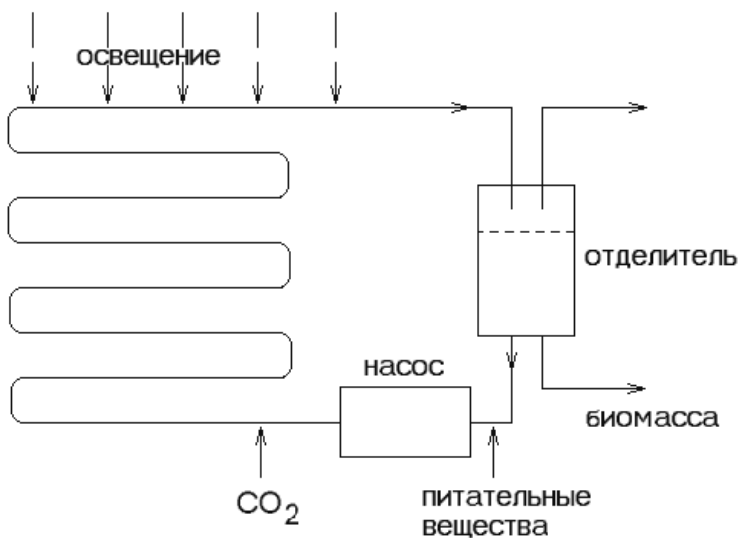 освещение
отделитель
насос
биомасса
CO2
питательные
вещества